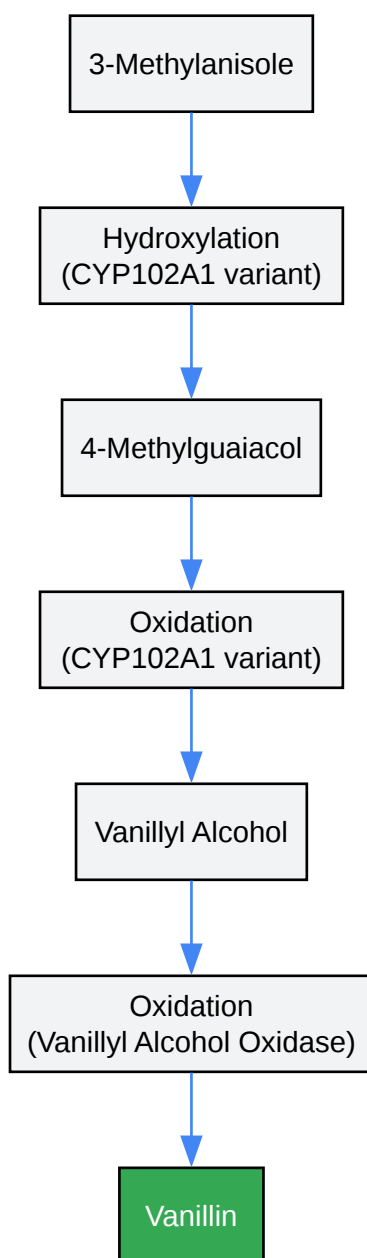 3-Methylanisole
Hydroxylation
(CYP102A1 variant)
4-Methylguaiacol
Oxidation
(CYP102A1 variant)
Vanillyl Alcohol
Oxidation
(Vanillyl Alcohol Oxidase)
Vanillin